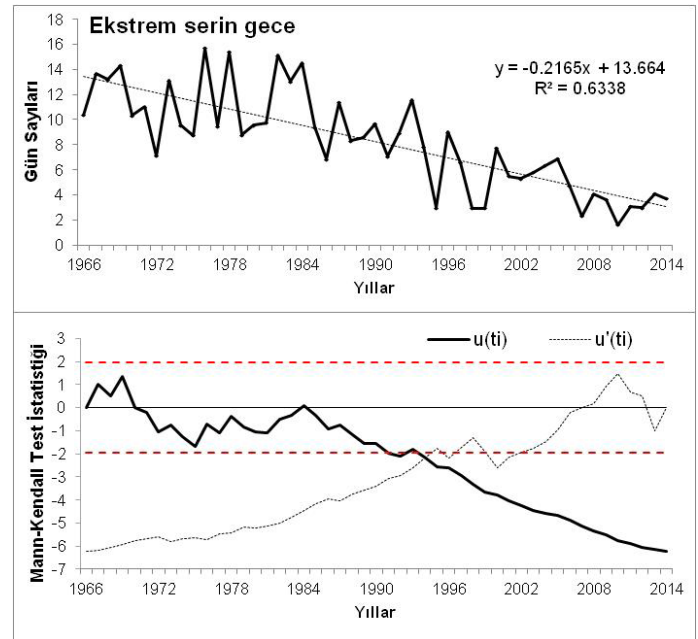 Ekstrem serin gece
y = -0.2165x + 13.664
R² = 0.6338
Gün Sayıları
18
16
14
12
10
8
6
4
2
0
1966 1972 1978 1984 1990 1996 2002 2008 2014
Yıllar
u(ti) u'(ti)
Mann-Kendall Test İstatistiği
3
2
1
0
-1
-2
-3
-4
-5
-6
-7
1966 1972 1978 1984 1990 1996 2002 2008 2014
Yıllar